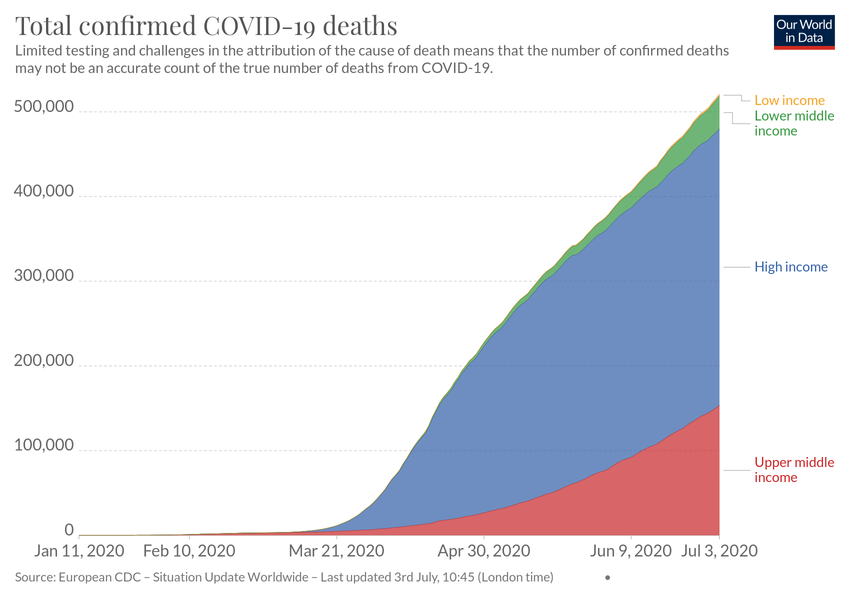 Total confirmed COVID-19 deaths
Our World
in Data
Limited testing and challenges in the attribution of the cause of death means that the number of confirmed deaths
may not be an accurate count of the true number of deaths from COVID-19.
500,000
400,000
300,000
200,000
100,000
0
Low income
Lower middle
income
High income
Upper middle
income
Jan 11, 2020
Feb 10, 2020
Mar 21, 2020
Apr 30, 2020
Jun 9, 2020
Jul 3, 2020
Source: European CDC – Situation Update Worldwide – Last updated 3rd July, 10:45 (London time)
•